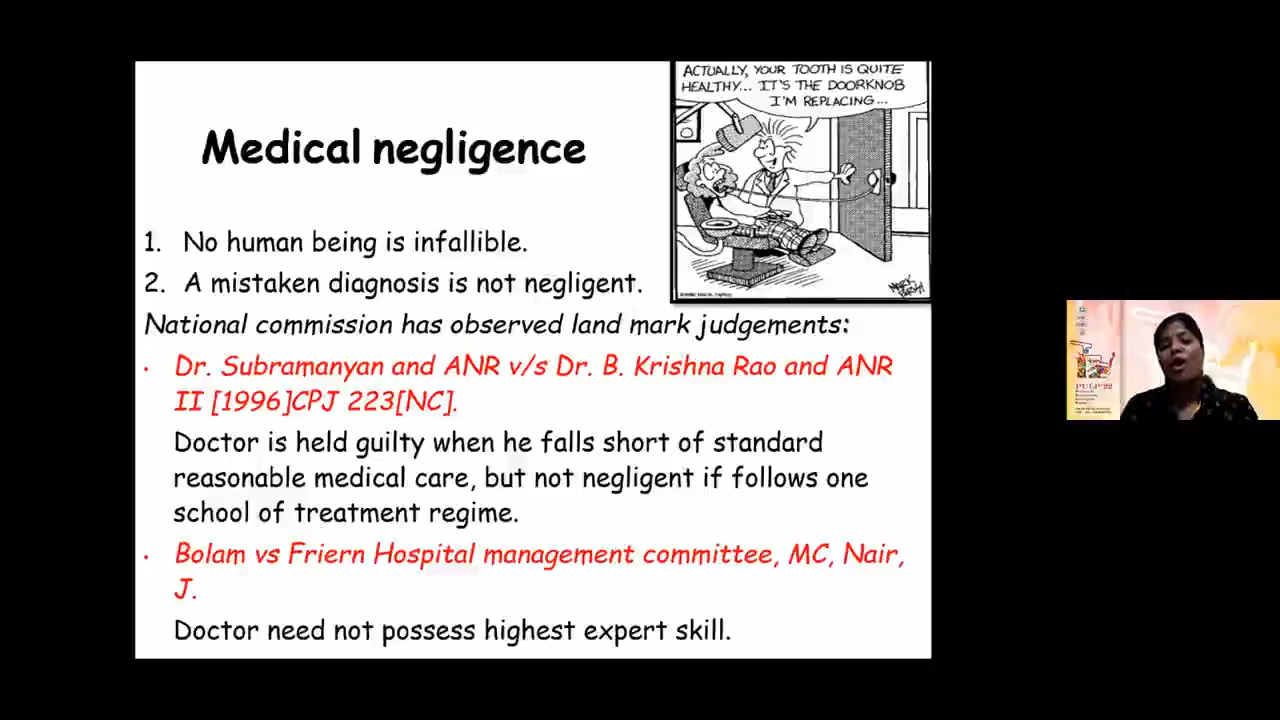 ACTUALLY, YOUR TOOTH IS QUITE
HEALTHY... IT'S THE DOORKNOB
I'M REPLACING...
Medical negligence
1. No human being is infallible.
2. A mistaken diagnosis is not negligent.
National commission has observed land mark judgements:
• Dr. Subramanyan and ANR v/s Dr. B. Krishna Rao and ANR
II [1996]CPJ 223[NC].
Doctor is held guilty when he falls short of standard
reasonable medical care, but not negligent if follows one
school of treatment regime.
• Bolam vs Friern Hospital management committee, MC, Nair,
J.
Doctor need not possess highest expert skill.
PULP'22